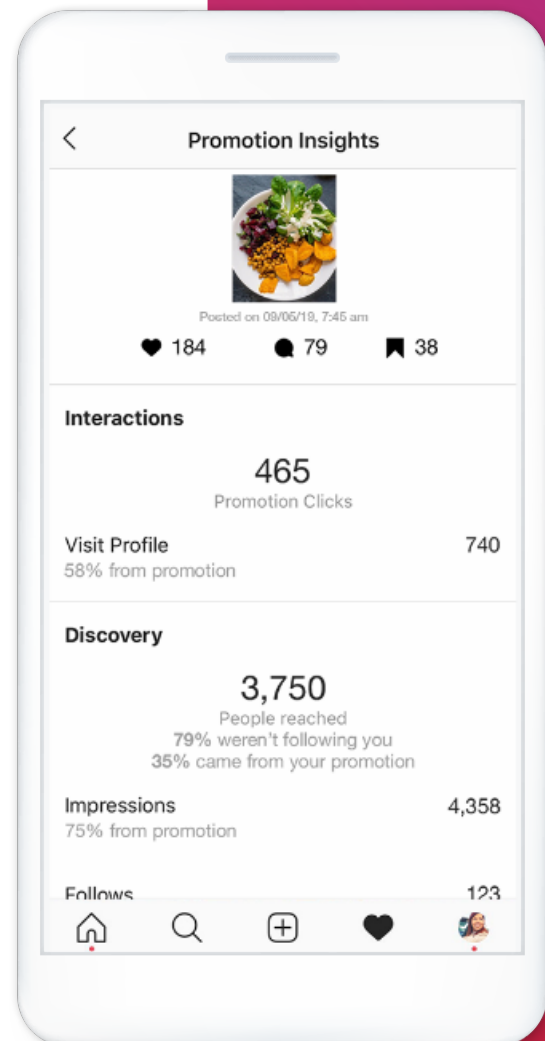 Promotion Insights
Posted on 09/05/19, 7:45 am
184 79 38
Interactions
465
Promotion Clicks
Visit Profile 740
58% from promotion
Discovery
3,750
People reached
79% weren't following you
35% came from your promotion
Impressions 4,358
75% from promotion
Follows 123